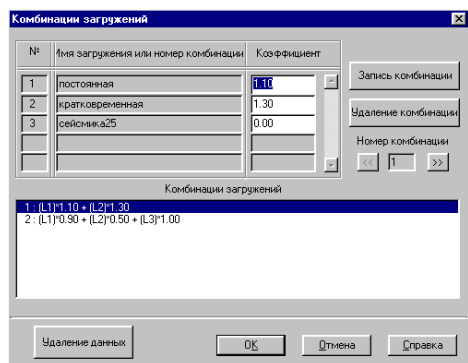 Комбинации загружений
№ Имя загружения или номер комбинации Коэффициент
1 постоянная 1.10
2 кратковременная 1.30
3 сейсмика25 0.00
Запись комбинации
Удаление комбинации
Номер комбинации
<< 1 >>
Комбинации загружений
1 : (L1)*1.10 + (L2)*1.30
2 : (L1)*0.90 + (L2)*0.50 + (L3)*1.00
Удаление данных
OK
Отмена
Справка